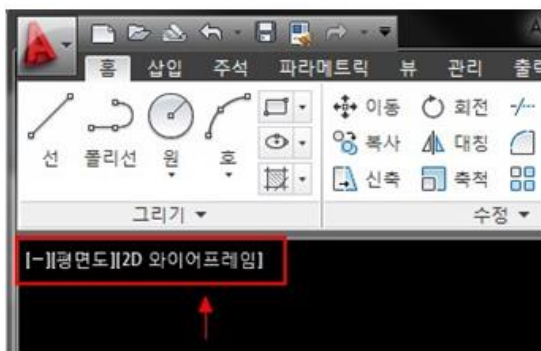 A
홈 삽입 주석 파라메트릭 뷰 관리 출력
이동 회전
선 폴리선 원 호 복사 대칭
신축 축척
그리기 수정
[-][평면도][2D 와이어프레임]